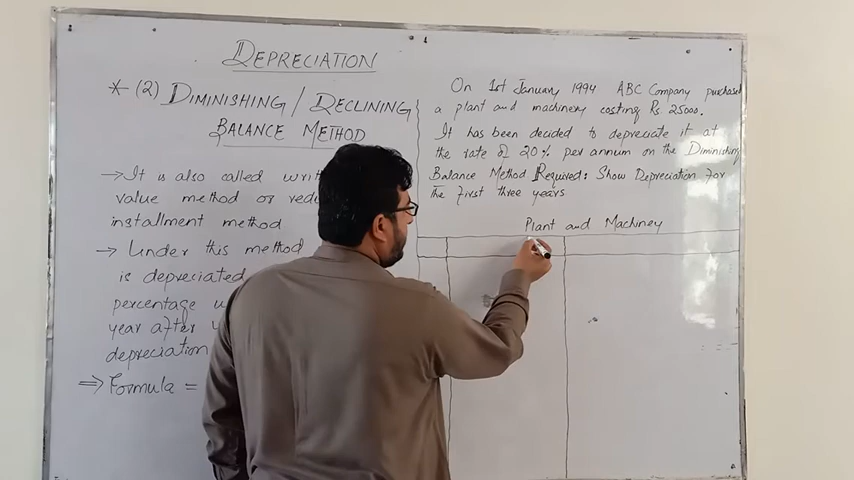 DEPRECIATION
* (2) DIMINISHING / DECLINING
BALANCE METHOD
→ It is also called
value method or
installment method
→ Under this method
is depreciated
percentage
year after
depreciation
⇒ Formula =
On 1st January 1994 ABC Company purchased
a plant and machinery costing Rs 25000.
It has been decided to depreciate it at
the rate of 20% per annum on the Diminishing
Balance Method Required: Show Depreciation for
the first three years
Plant and Machiney